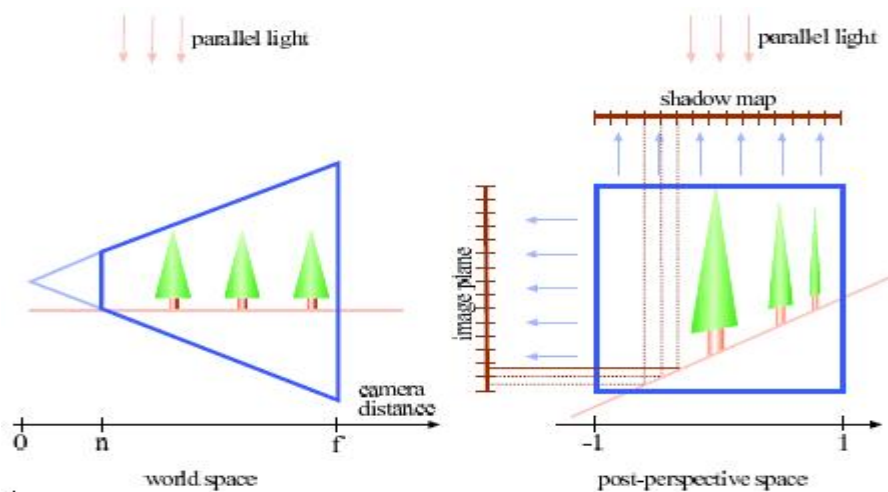 parallel light
parallel light
shadow map
image plane
camera
distance
0 n f
-1 1
world space
post-perspective space